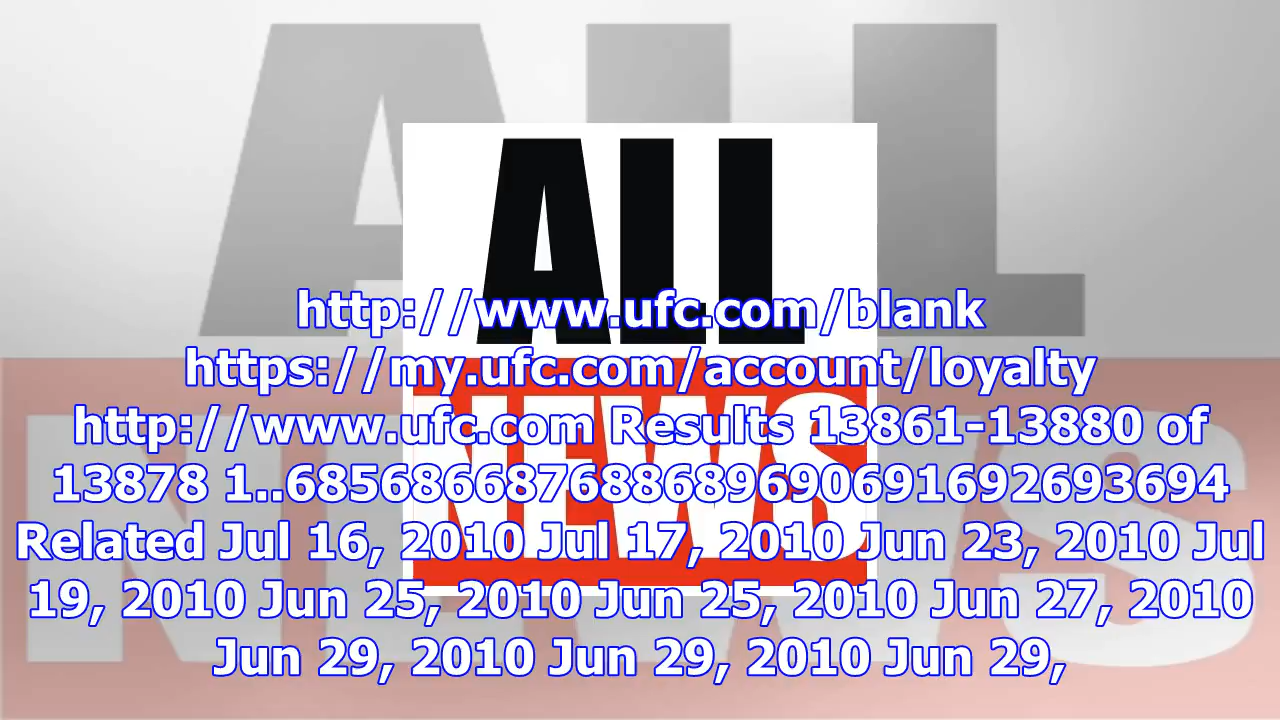 ALL
NEWS
http://www.ufc.com/blank
https://my.ufc.com/account/loyalty
http://www.ufc.com Results 13861-13880 of
13878 1..685686687688689690691692693694
Related Jul 16, 2010 Jul 17, 2010 Jun 23, 2010 Jul
19, 2010 Jun 25, 2010 Jun 25, 2010 Jun 27, 2010
Jun 29, 2010 Jun 29, 2010 Jun 29,